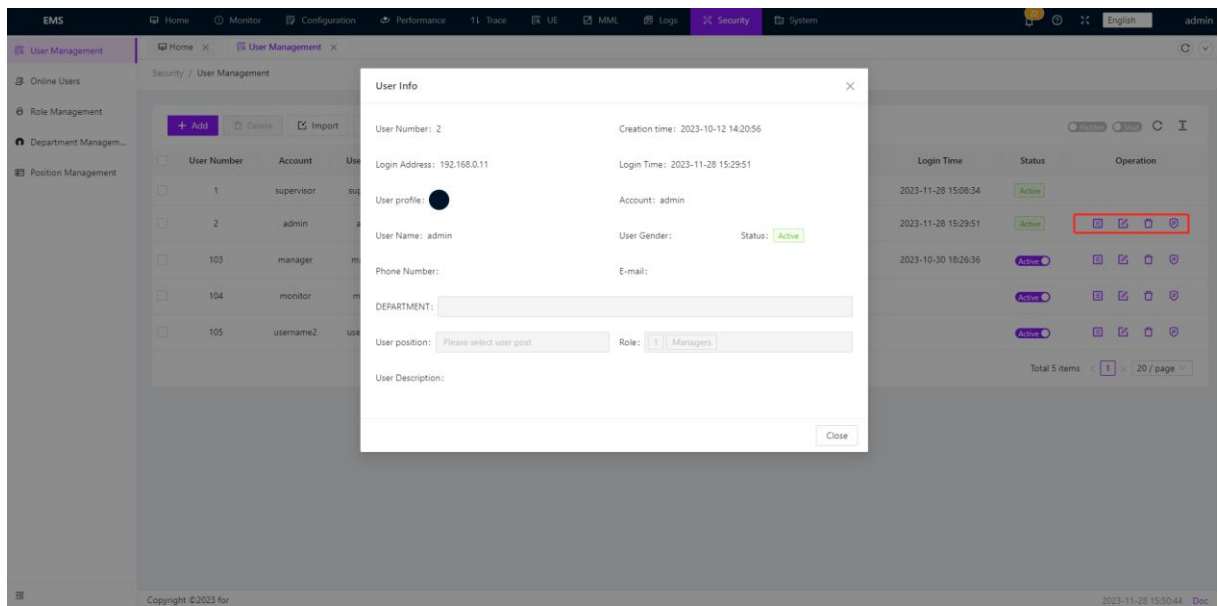 EMS Home Monitor Configuration Performance Trace UE MML Logs Security System 22 English admin
User Management
Home User Management
Online Users
Security / User Management
Role Management
Department Managem...
Position Management
+ Add Delete Import
Hidden
User Number Account Use Login Time Status Operation
1 supervisor sup 2023-11-28 15:08:34 Active
2 admin a 2023-11-28 15:29:51 Active
103 manager m 2023-10-30 18:26:36 Active
104 monitor m Active
105 username2 use Active
Total 5 items < 1 > 20 / page
User Info
User Number: 2 Creation time: 2023-10-12 14:20:56
Login Address: 192.168.0.11 Login Time: 2023-11-28 15:29:51
User profile: Account: admin
User Name: admin User Gender: Status: Active
Phone Number: E-mail:
DEPARTMENT:
User position: Please select user post Role: 1 Managers
User Description:
Close
Copyright ©2023 for 2023-11-28 15:50:44 Doc